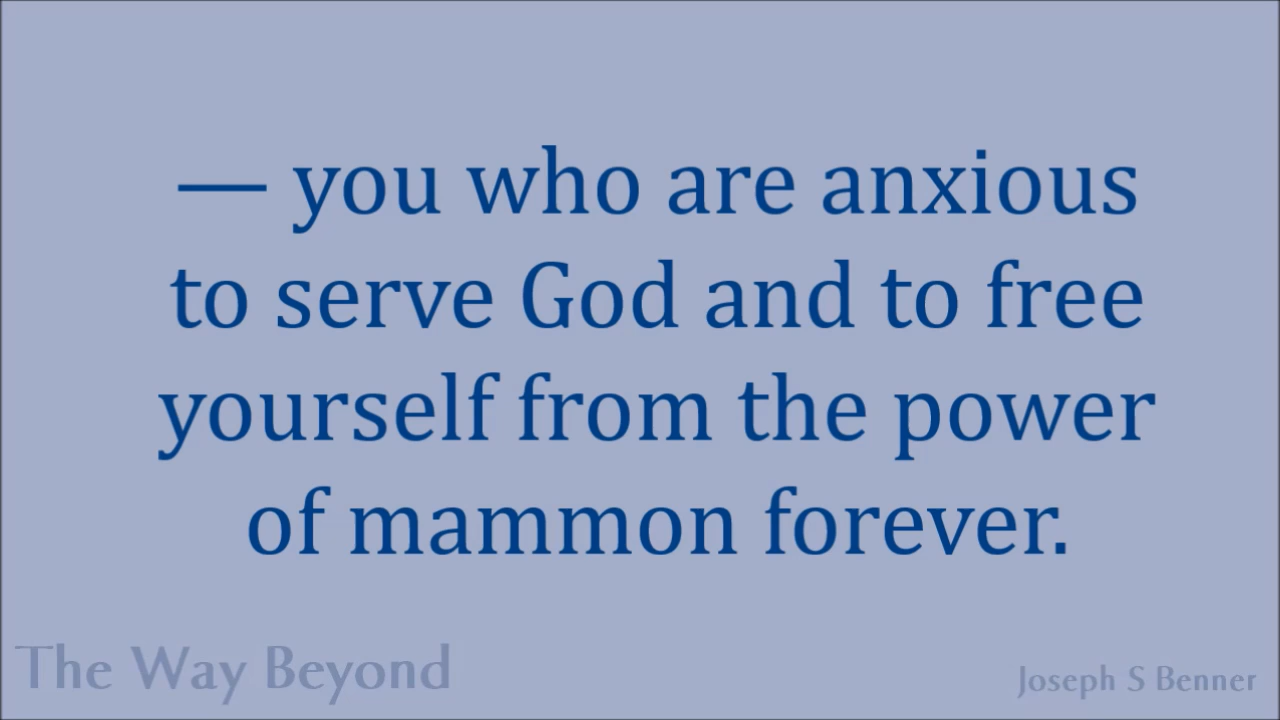 — you who are anxious
to serve God and to free
yourself from the power
of mammon forever.
The Way Beyond
Joseph S Benner